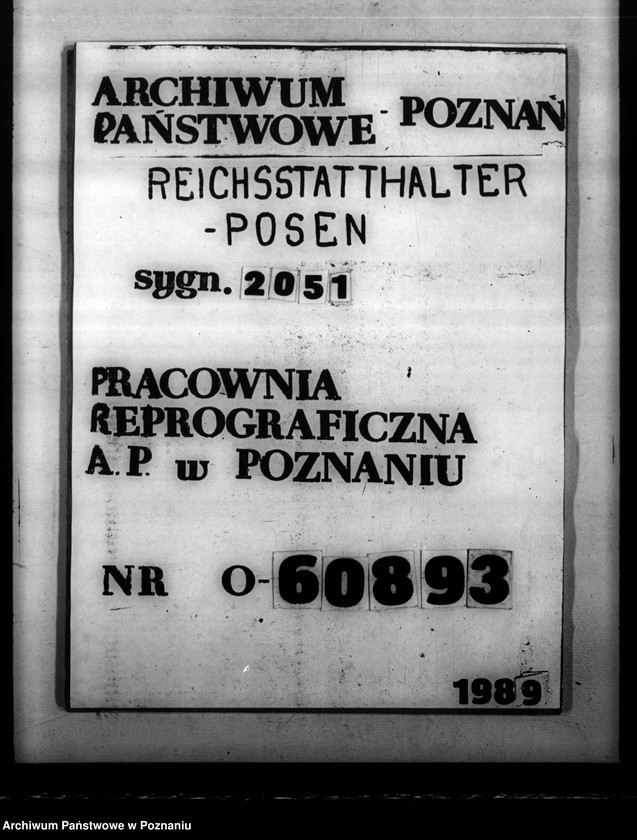 ARCHIWUM
PAŃSTWOWE - POZNAŃ
REICHSSTATTHALTER
-POSEN
sygn. 2051
PRACOWNIA
REPROGRAFICZNA
A.P. w POZNANIU
NR O-60893
1989
Archiwum Państwowe w Poznaniu